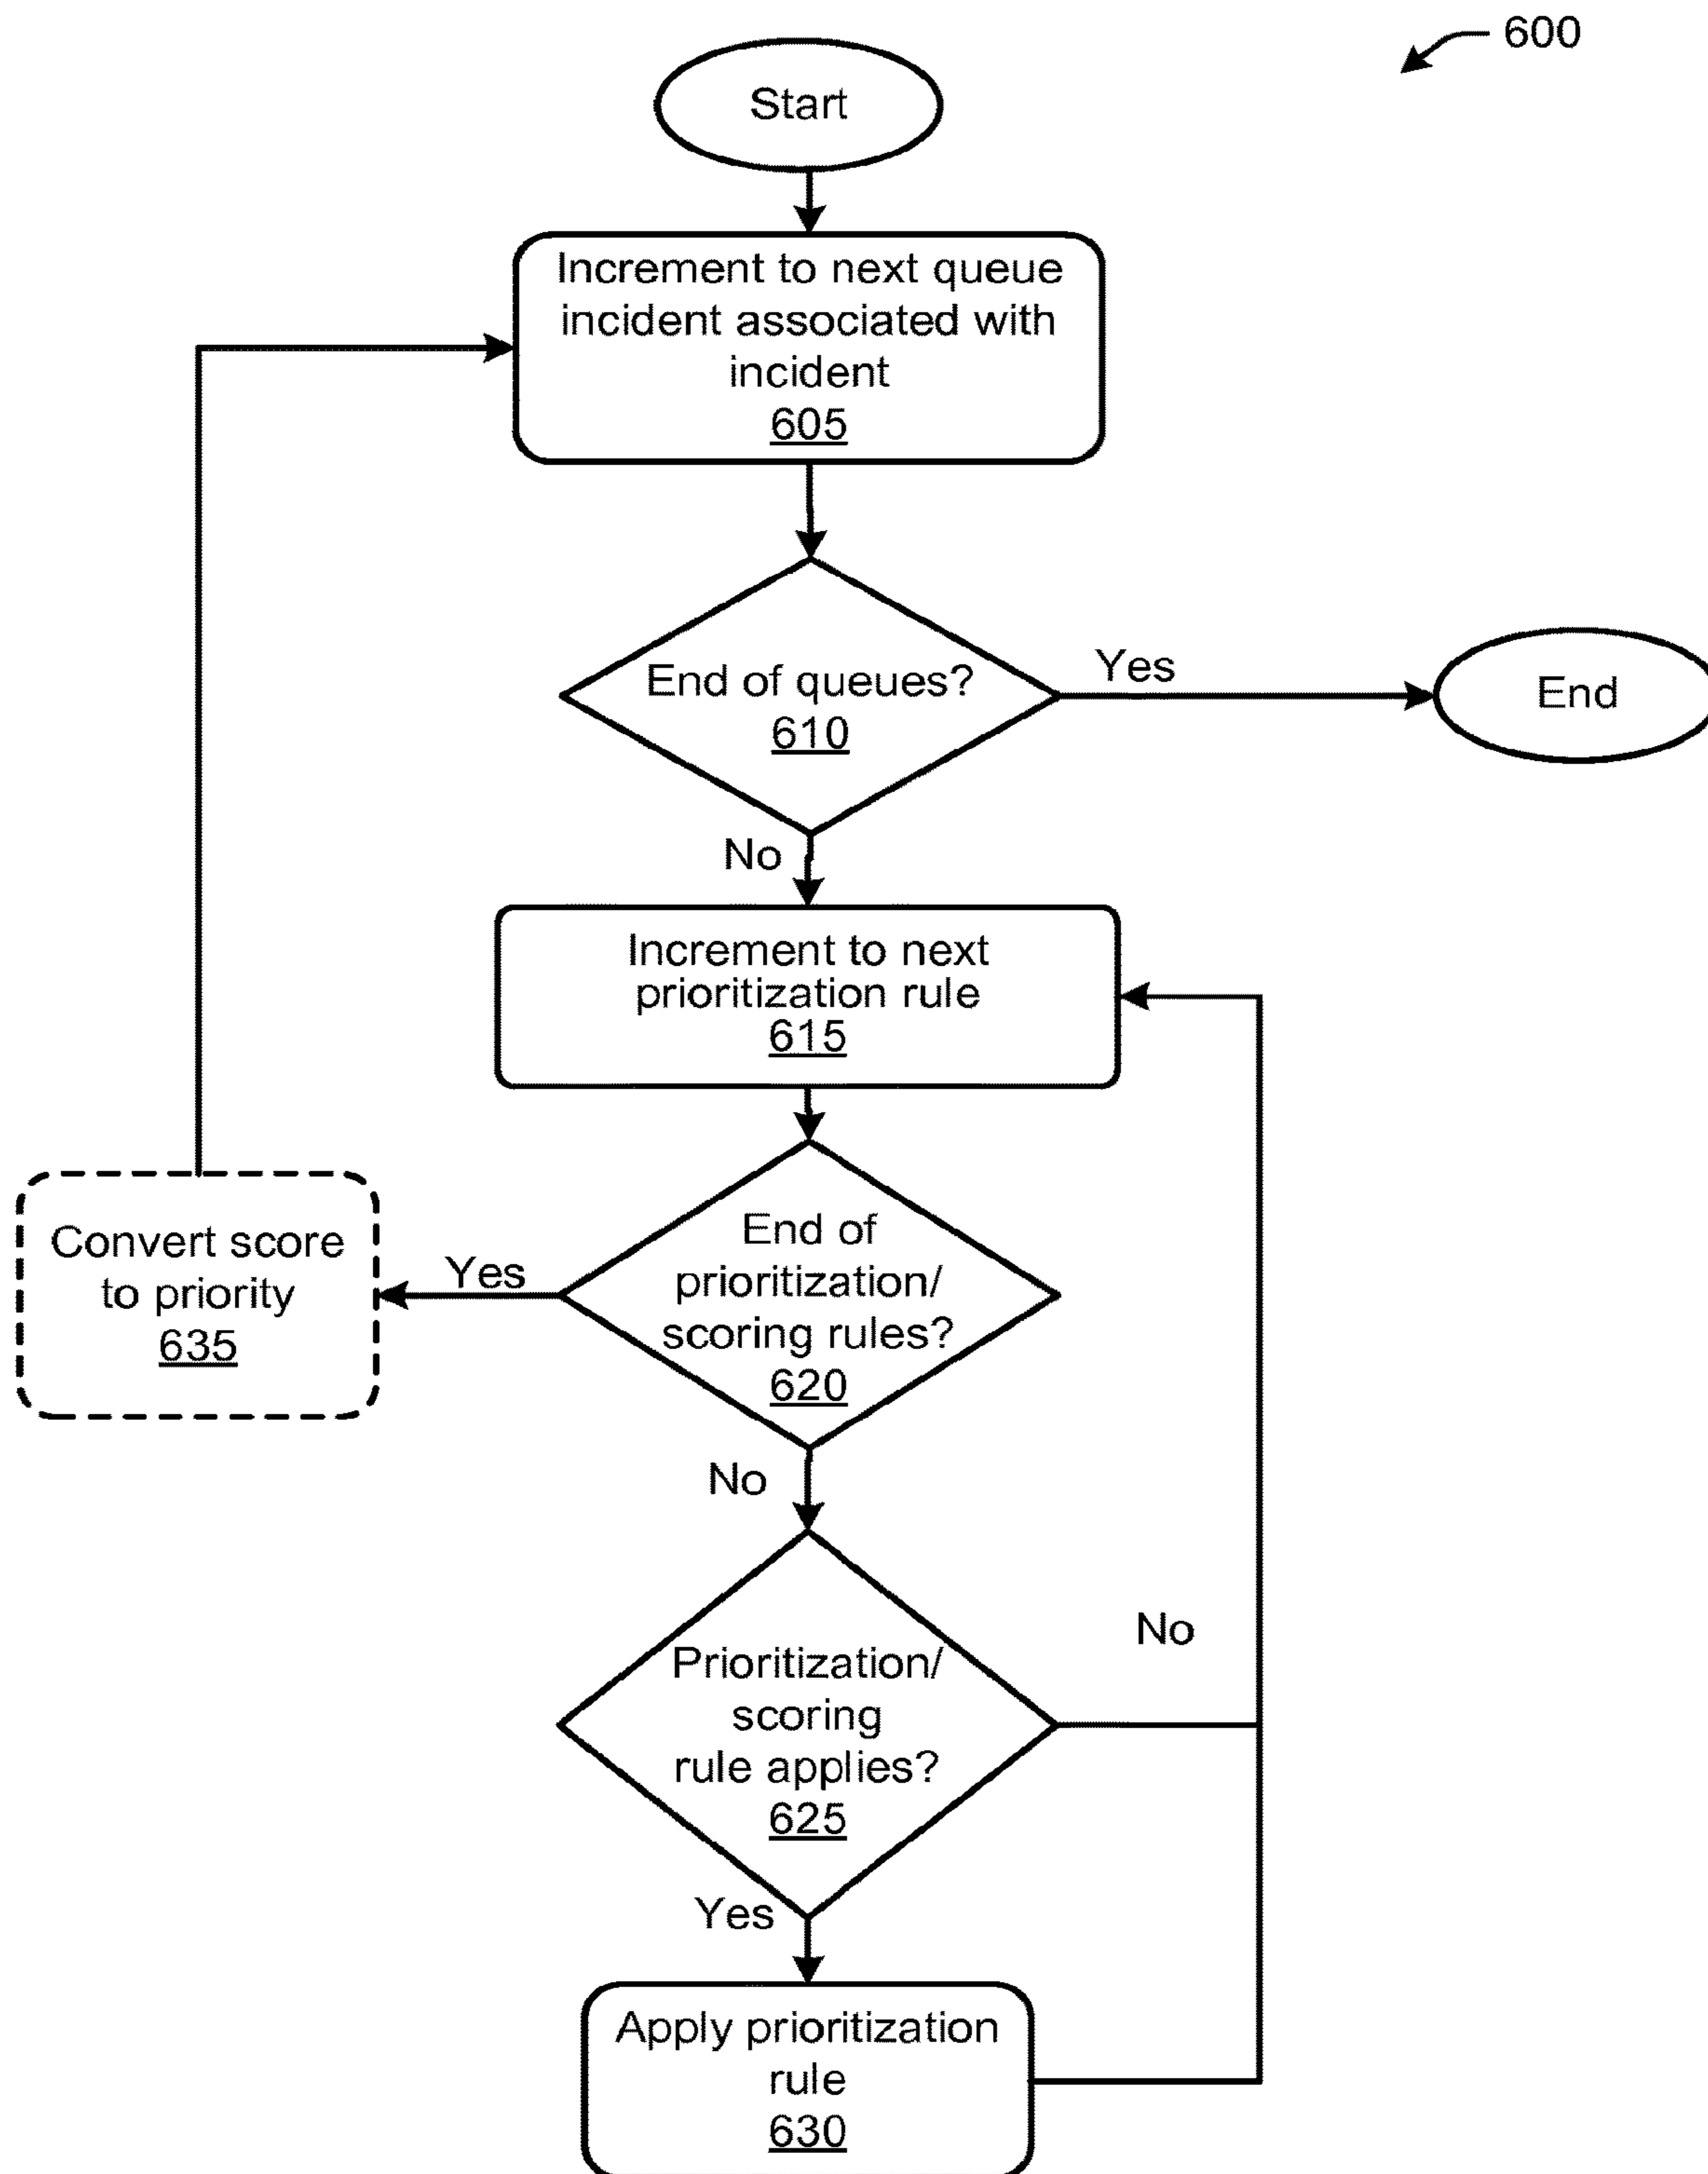 600
Start
Increment to next queue
incident associated with
incident
605
End of queues?
610
Yes
End
No
Increment to next
prioritization rule
615
End of
prioritization/
scoring rules?
620
Yes
Convert score
to priority
635
No
Prioritization/
scoring
rule applies?
625
No
Yes
Apply prioritization
rule
630